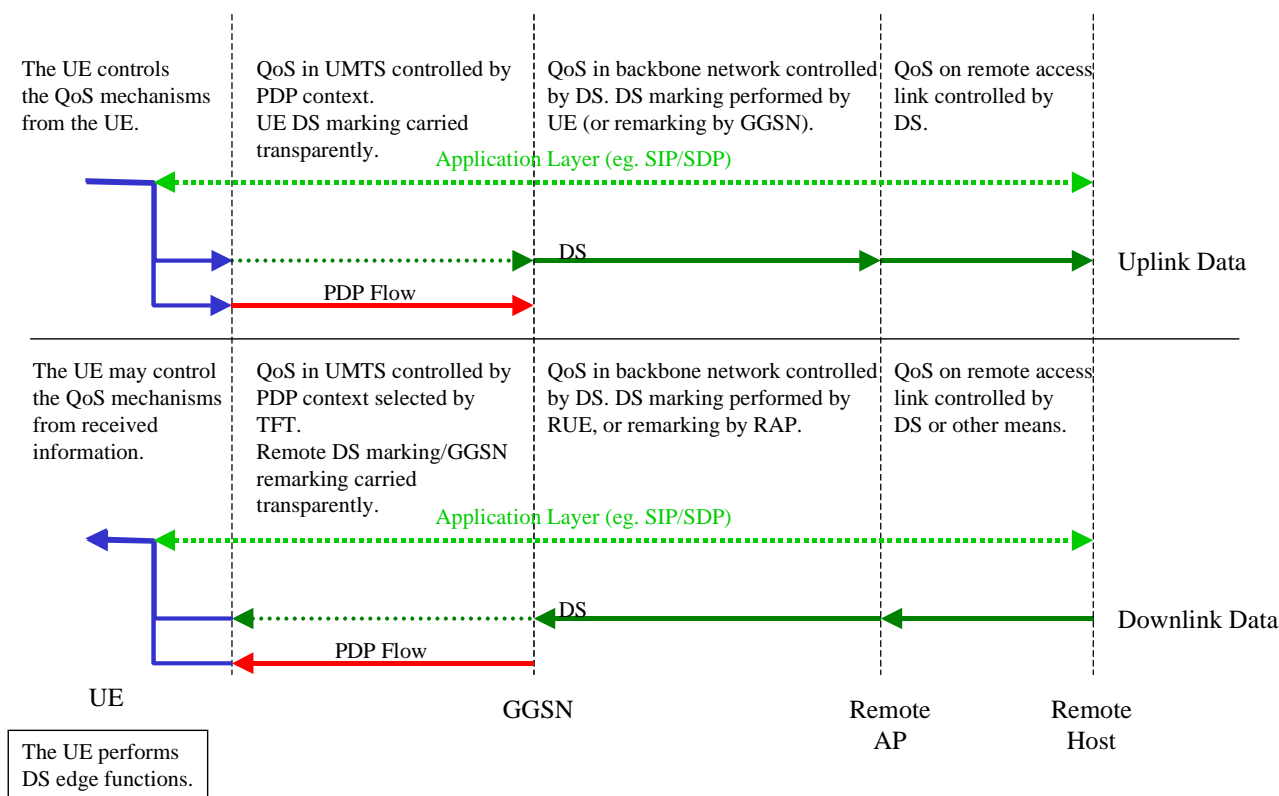 The UE controls
the QoS mechanisms
from the UE.
QoS in UMTS controlled by
PDP context.
UE DS marking carried
transparently.
QoS in backbone network controlled
by DS. DS marking performed by
UE (or remarking by GGSN).
QoS on remote access
link controlled by
DS.
Application Layer (eg. SIP/SDP)
DS
Uplink Data
PDP Flow
The UE may control
the QoS mechanisms
from received
information.
QoS in UMTS controlled by
PDP context selected by
TFT.
Remote DS marking/GGSN
remarking carried
transparently.
QoS in backbone network controlled
by DS. DS marking performed by
RUE, or remarking by RAP.
QoS on remote access
link controlled by
DS or other means.
Application Layer (eg. SIP/SDP)
DS
Downlink Data
PDP Flow
UE
GGSN
Remote
AP
Remote
Host
The UE performs
DS edge functions.